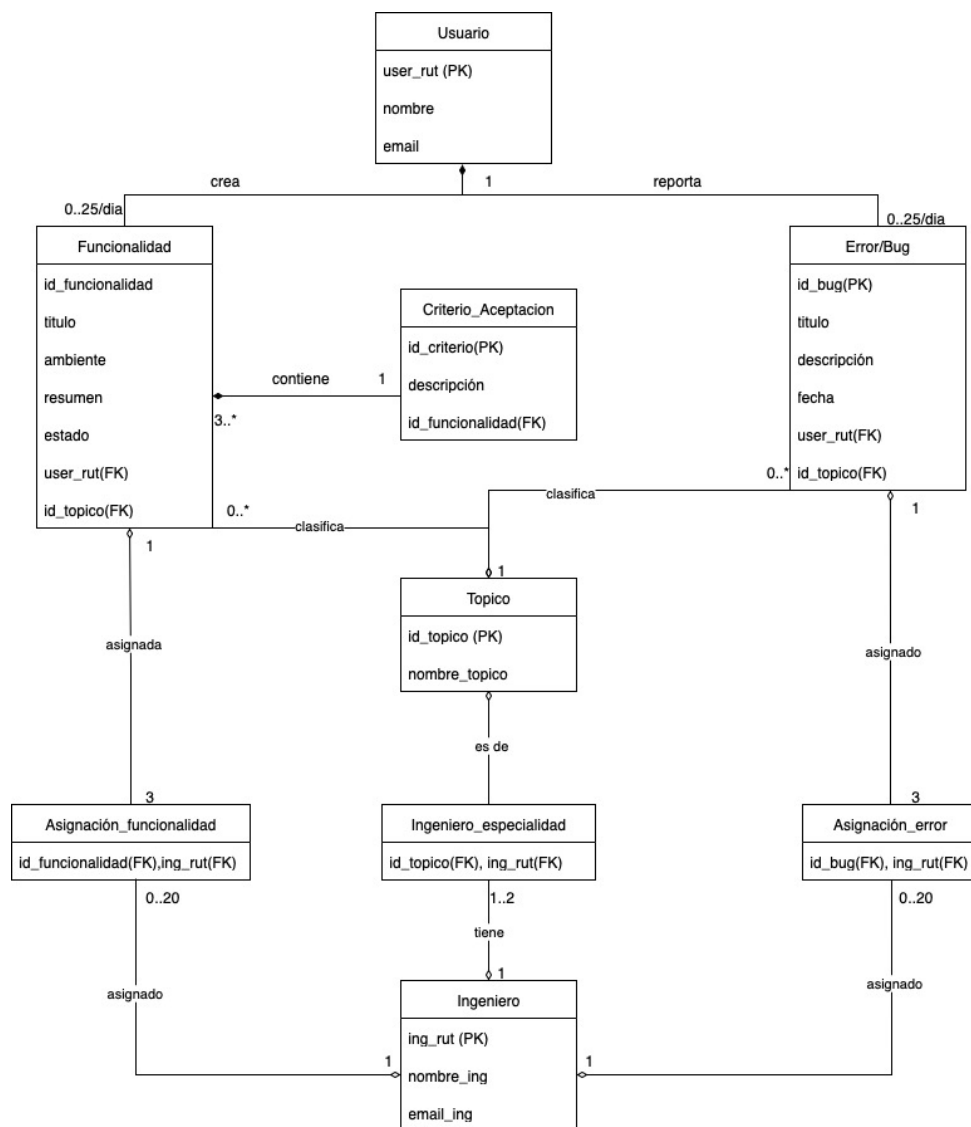 Usuario
user_rut (PK)
nombre
email
crea
1
reporta
0..25/dia
0..25/dia
Funcionalidad
id_funcionalidad
titulo
ambiente
resumen
estado
user_rut(FK)
id_topico(FK)
Criterio_Aceptacion
id_criterio(PK)
descripción
id_funcionalidad(FK)
contiene
1
3..*
Error/Bug
id_bug(PK)
titulo
descripción
fecha
user_rut(FK)
id_topico(FK)
0..*
clasifica
0..*
clasifica
1
1
1
Topico
id_topico (PK)
nombre_topico
asignada
asignado
es de
3
3
Asignación_funcionalidad
id_funcionalidad(FK),ing_rut(FK)
Ingeniero_especialidad
id_topico(FK), ing_rut(FK)
Asignación_error
id_bug(FK), ing_rut(FK)
0..20
1..2
0..20
tiene
asignado
1
asignado
Ingeniero
ing_rut (PK)
nombre_ing
email_ing
1
1